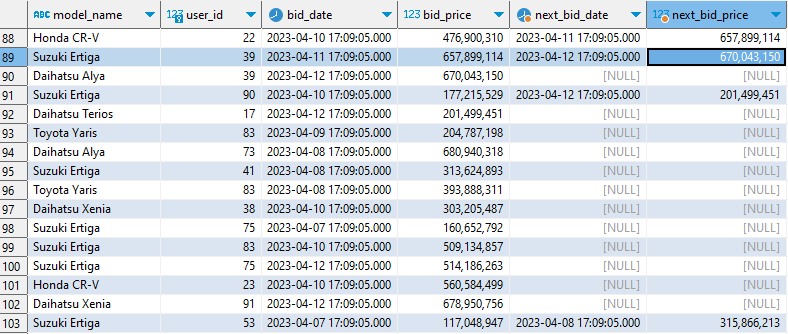 ABC model_name 123 user_id bid_date 123 bid_price next_bid_date 123 next_bid_price
88 Honda CR-V 22 2023-04-10 17:09:05.000 476,900,310 2023-04-11 17:09:05.000 657,899,114
89 Suzuki Ertiga 39 2023-04-11 17:09:05.000 657,899,114 2023-04-12 17:09:05.000 670,043,150
90 Daihatsu Alya 39 2023-04-12 17:09:05.000 670,043,150 [NULL] [NULL]
91 Suzuki Ertiga 90 2023-04-10 17:09:05.000 177,215,529 2023-04-12 17:09:05.000 201,499,451
92 Daihatsu Terios 17 2023-04-12 17:09:05.000 201,499,451 [NULL] [NULL]
93 Toyota Yaris 83 2023-04-09 17:09:05.000 204,787,198 [NULL] [NULL]
94 Daihatsu Alya 73 2023-04-08 17:09:05.000 680,940,318 [NULL] [NULL]
95 Suzuki Ertiga 41 2023-04-08 17:09:05.000 313,624,893 [NULL] [NULL]
96 Toyota Yaris 83 2023-04-08 17:09:05.000 393,888,311 [NULL] [NULL]
97 Daihatsu Xenia 38 2023-04-10 17:09:05.000 303,205,487 [NULL] [NULL]
98 Suzuki Ertiga 75 2023-04-07 17:09:05.000 160,652,792 [NULL] [NULL]
99 Suzuki Ertiga 83 2023-04-10 17:09:05.000 509,134,857 [NULL] [NULL]
100 Suzuki Ertiga 75 2023-04-12 17:09:05.000 514,186,263 [NULL] [NULL]
101 Honda CR-V 23 2023-04-10 17:09:05.000 560,584,499 [NULL] [NULL]
102 Daihatsu Xenia 91 2023-04-12 17:09:05.000 678,950,756 [NULL] [NULL]
103 Suzuki Ertiga 53 2023-04-07 17:09:05.000 117,048,947 2023-04-08 17:09:05.000 315,866,213